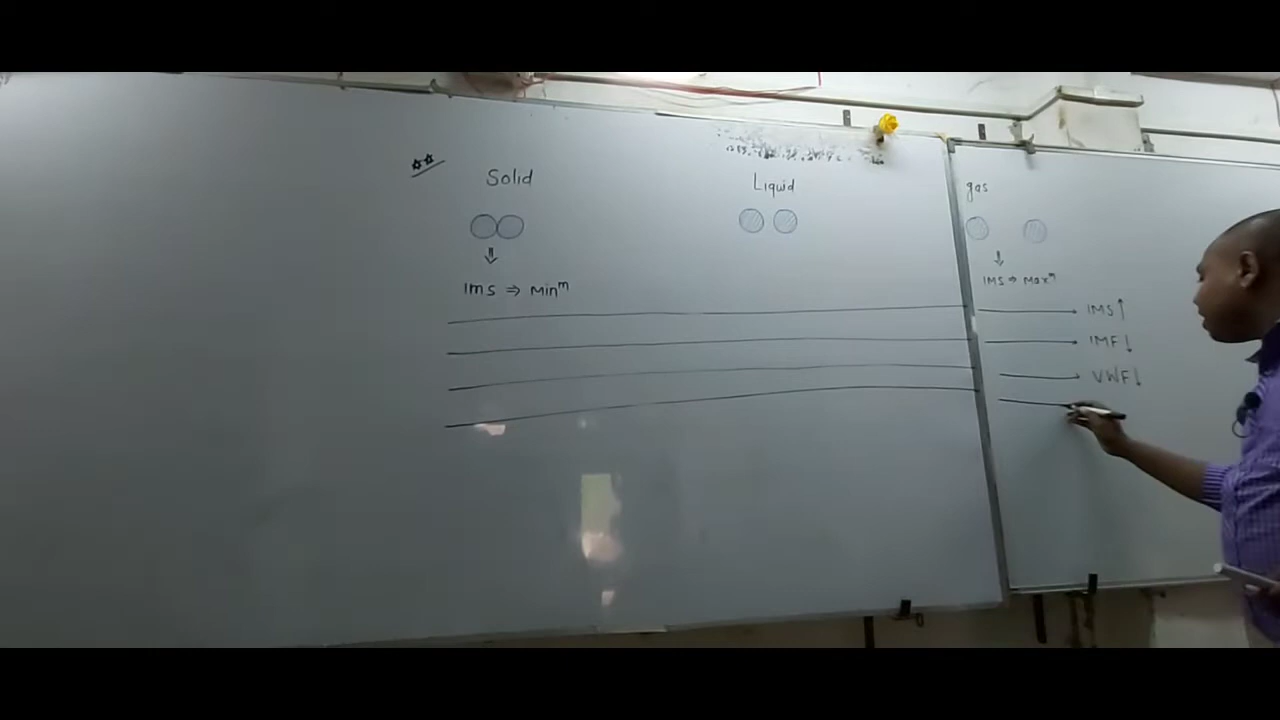 Solid Liquid gas
IMS ⇒ Minᵐ IMS ⇒ Maxᵐ
IMS↑
IMF↓
VWF↓